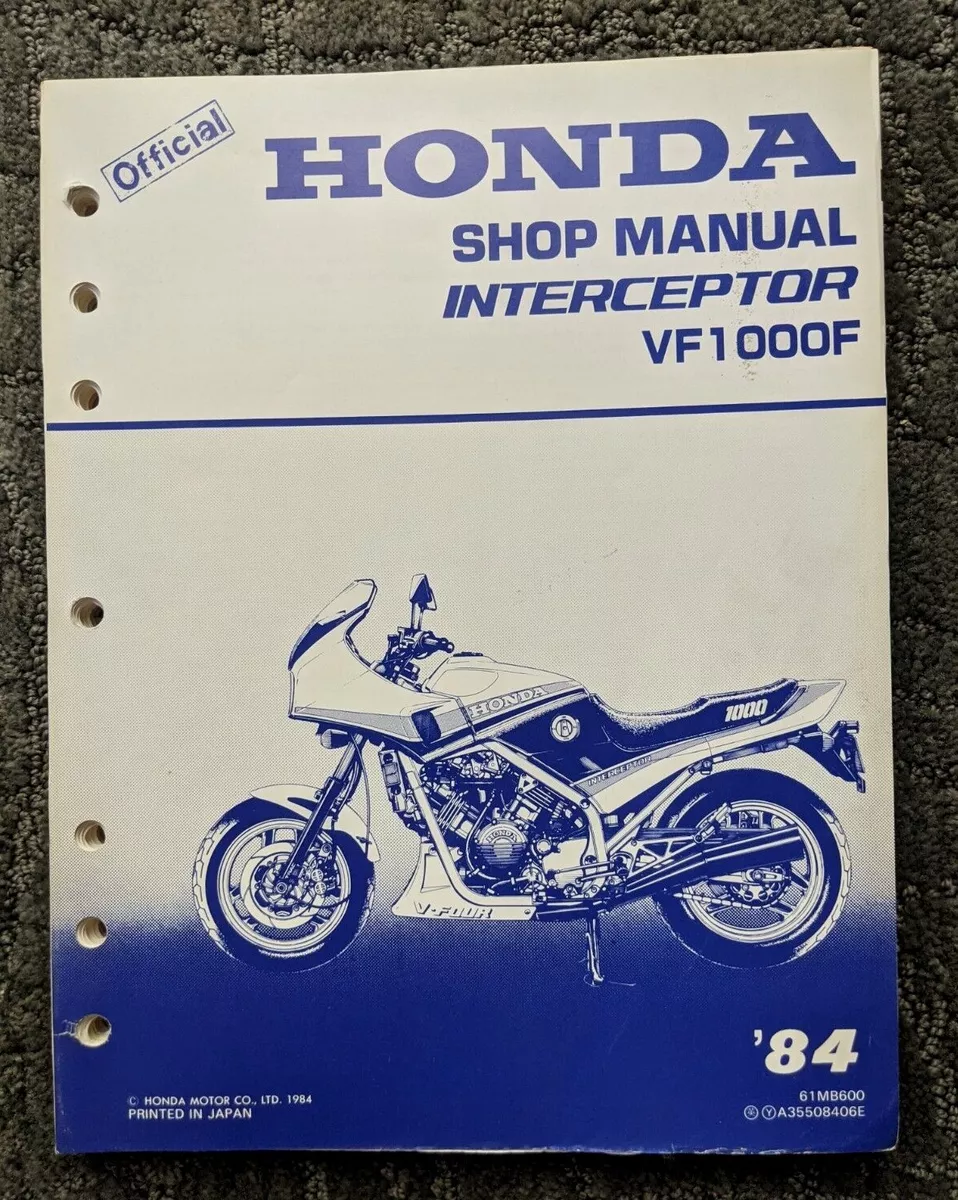 Official
HONDA
SHOP MANUAL
INTERCEPTOR
VF1000F
HONDA
1000
INTERCEPTOR
HONDA
V-FOUR
'84
© HONDA MOTOR CO., LTD. 1984
PRINTED IN JAPAN
61MB600
Ⓨ A35508406E